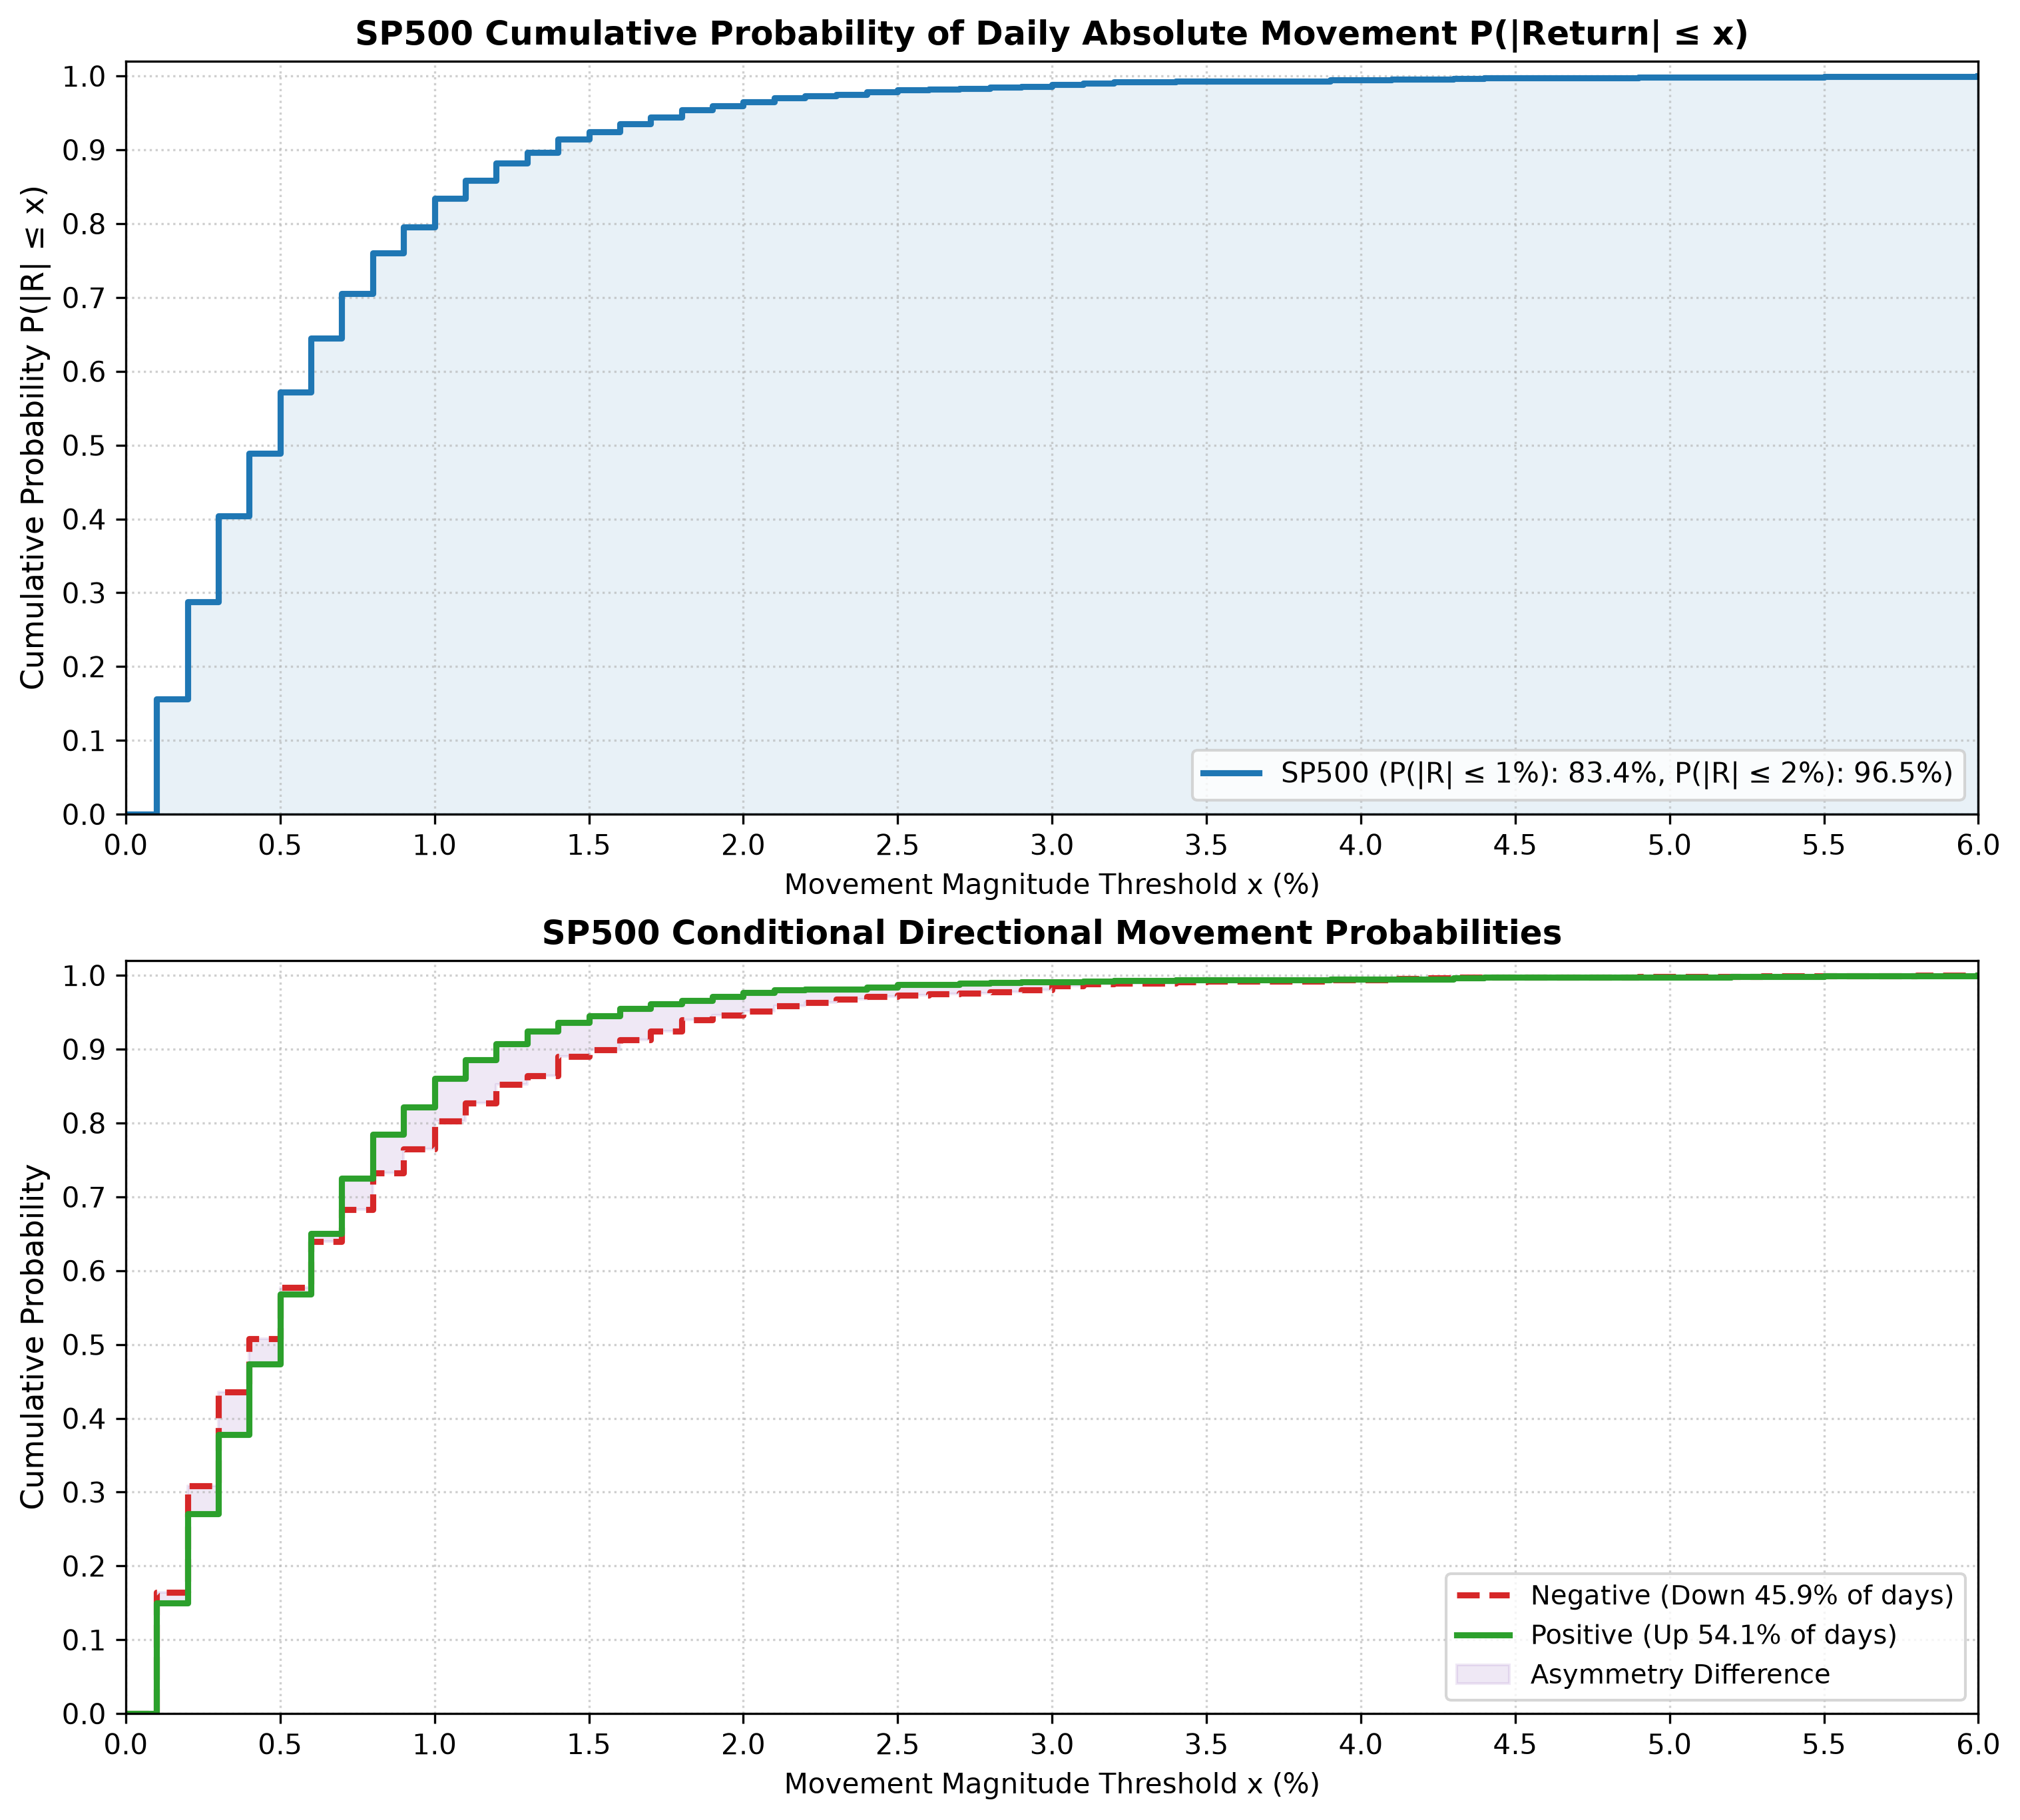 SP500 Cumulative Probability of Daily Absolute Movement P(|Return| ≤ x)
Cumulative Probability P(|R| ≤ x)
1.0
0.9
0.8
0.7
0.6
0.5
0.4
0.3
0.2
0.1
0.0
SP500 (P(|R| ≤ 1%): 83.4%, P(|R| ≤ 2%): 96.5%)
0.0 0.5 1.0 1.5 2.0 2.5 3.0 3.5 4.0 4.5 5.0 5.5 6.0
Movement Magnitude Threshold x (%)
SP500 Conditional Directional Movement Probabilities
Cumulative Probability
1.0
0.9
0.8
0.7
0.6
0.5
0.4
0.3
0.2
0.1
0.0
Negative (Down 45.9% of days)
Positive (Up 54.1% of days)
Asymmetry Difference
0.0 0.5 1.0 1.5 2.0 2.5 3.0 3.5 4.0 4.5 5.0 5.5 6.0
Movement Magnitude Threshold x (%)